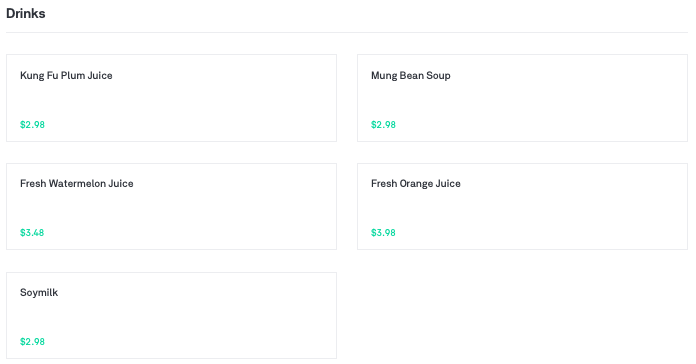 Drinks
Kung Fu Plum Juice
$2.98
Mung Bean Soup
$2.98
Fresh Watermelon Juice
$3.48
Fresh Orange Juice
$3.98
Soymilk
$2.98